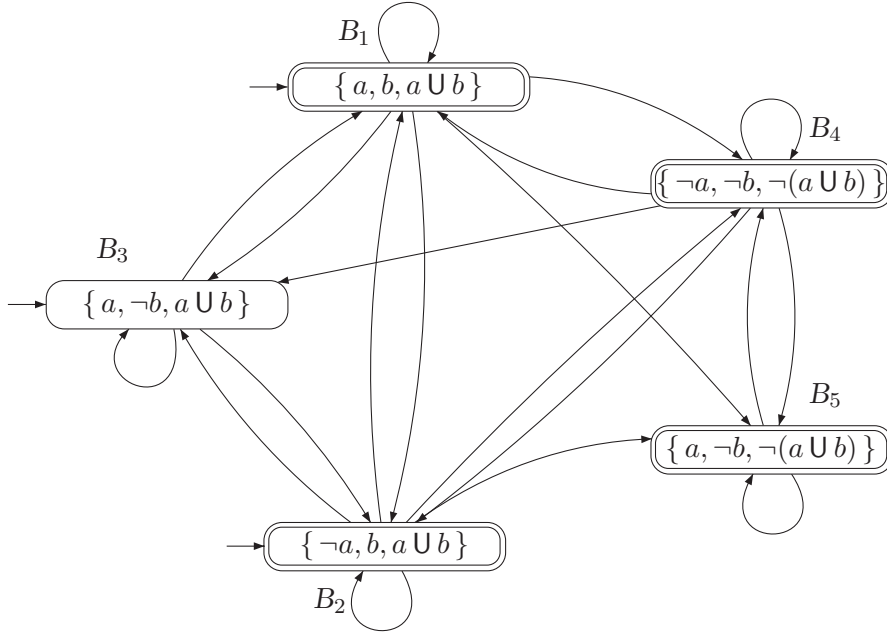 B₁
{ a, b, a U b }
B₄
{ ¬a, ¬b, ¬(a U b) }
B₃
{ a, ¬b, a U b }
B₅
{ a, ¬b, ¬(a U b) }
{ ¬a, b, a U b }
B₂